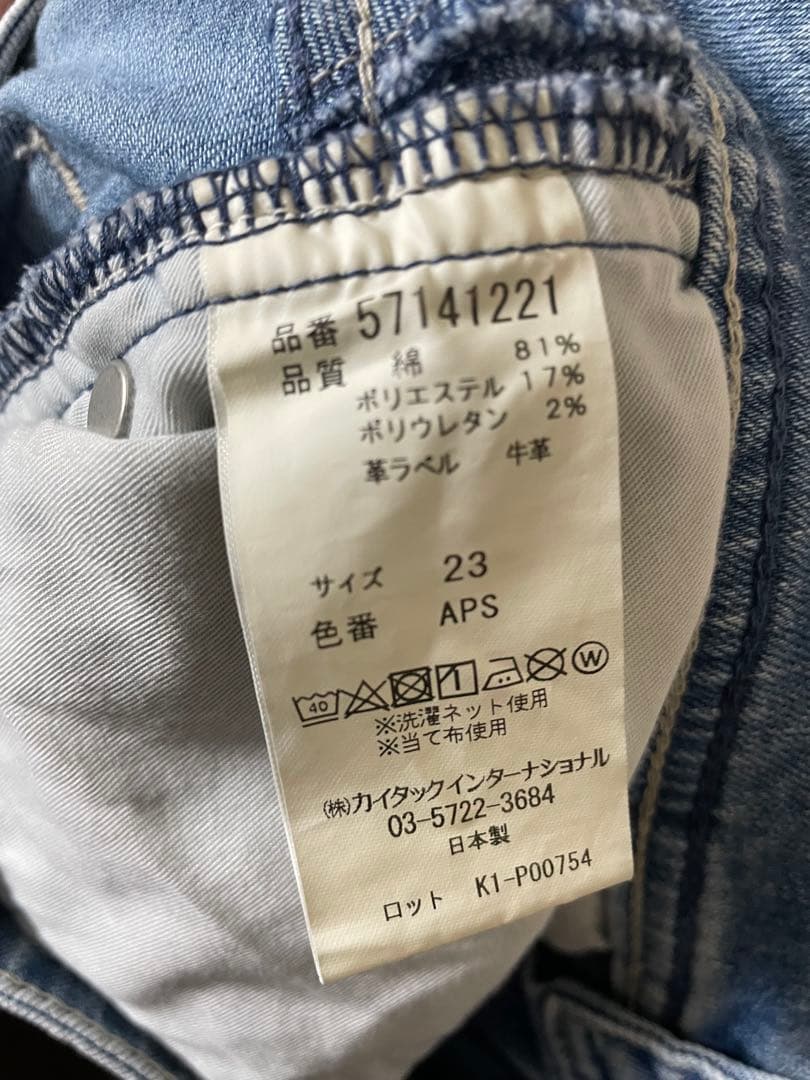 品番 57141221
品質 綿 81%
ポリエステル 17%
ポリウレタン 2%
革ラベル 牛革
サイズ 23
色番 APS
40 W
※洗濯ネット使用
※当て布使用
(株)カイタックインターナショナル
03-5722-3684
日本製
ロット K1-P00754